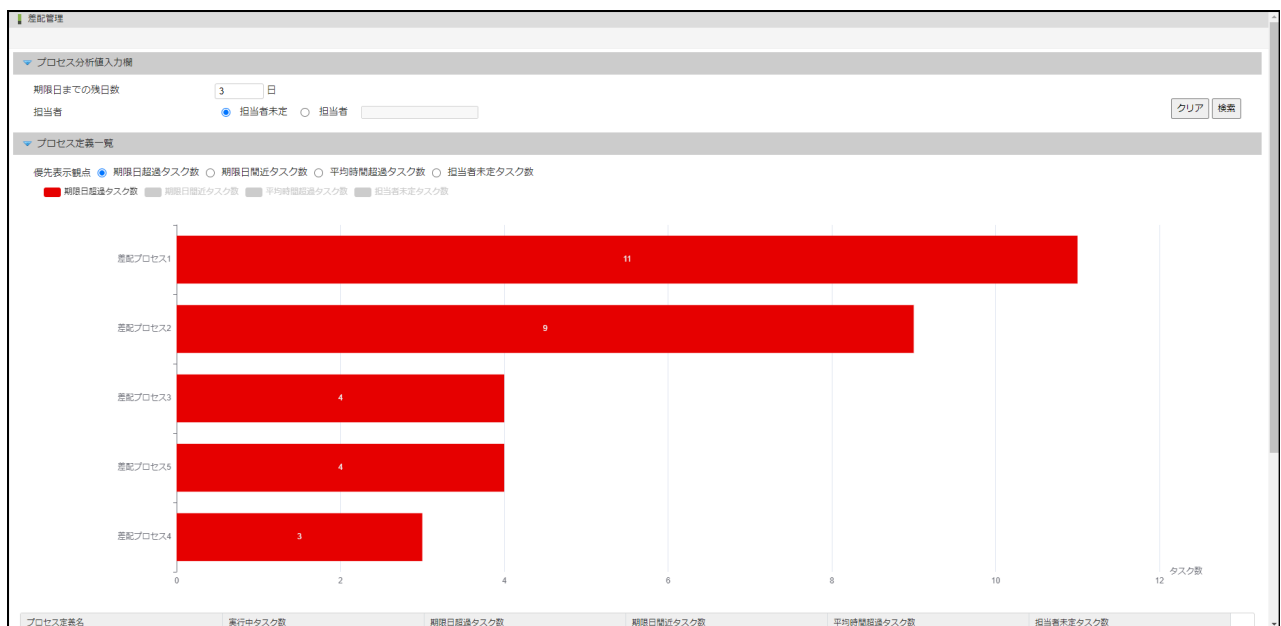 差配管理
プロセス分析値入力欄
期限日までの残日数 3 日
担当者 担当者未定 担当者 クリア 検索
プロセス定義一覧
優先表示観点 期限日超過タスク数 期限日間近タスク数 平均時間超過タスク数 担当者未定タスク数
期限日超過タスク数 期限日間近タスク数 平均時間超過タスク数 担当者未定タスク数
差配プロセス1 11
差配プロセス2 9
差配プロセス3 4
差配プロセス5 4
差配プロセス4 3
タスク数
0 2 4 6 8 10 12
プロセス定義名 実行中タスク数 期限日超過タスク数 期限日間近タスク数 平均時間超過タスク数 担当者未定タスク数